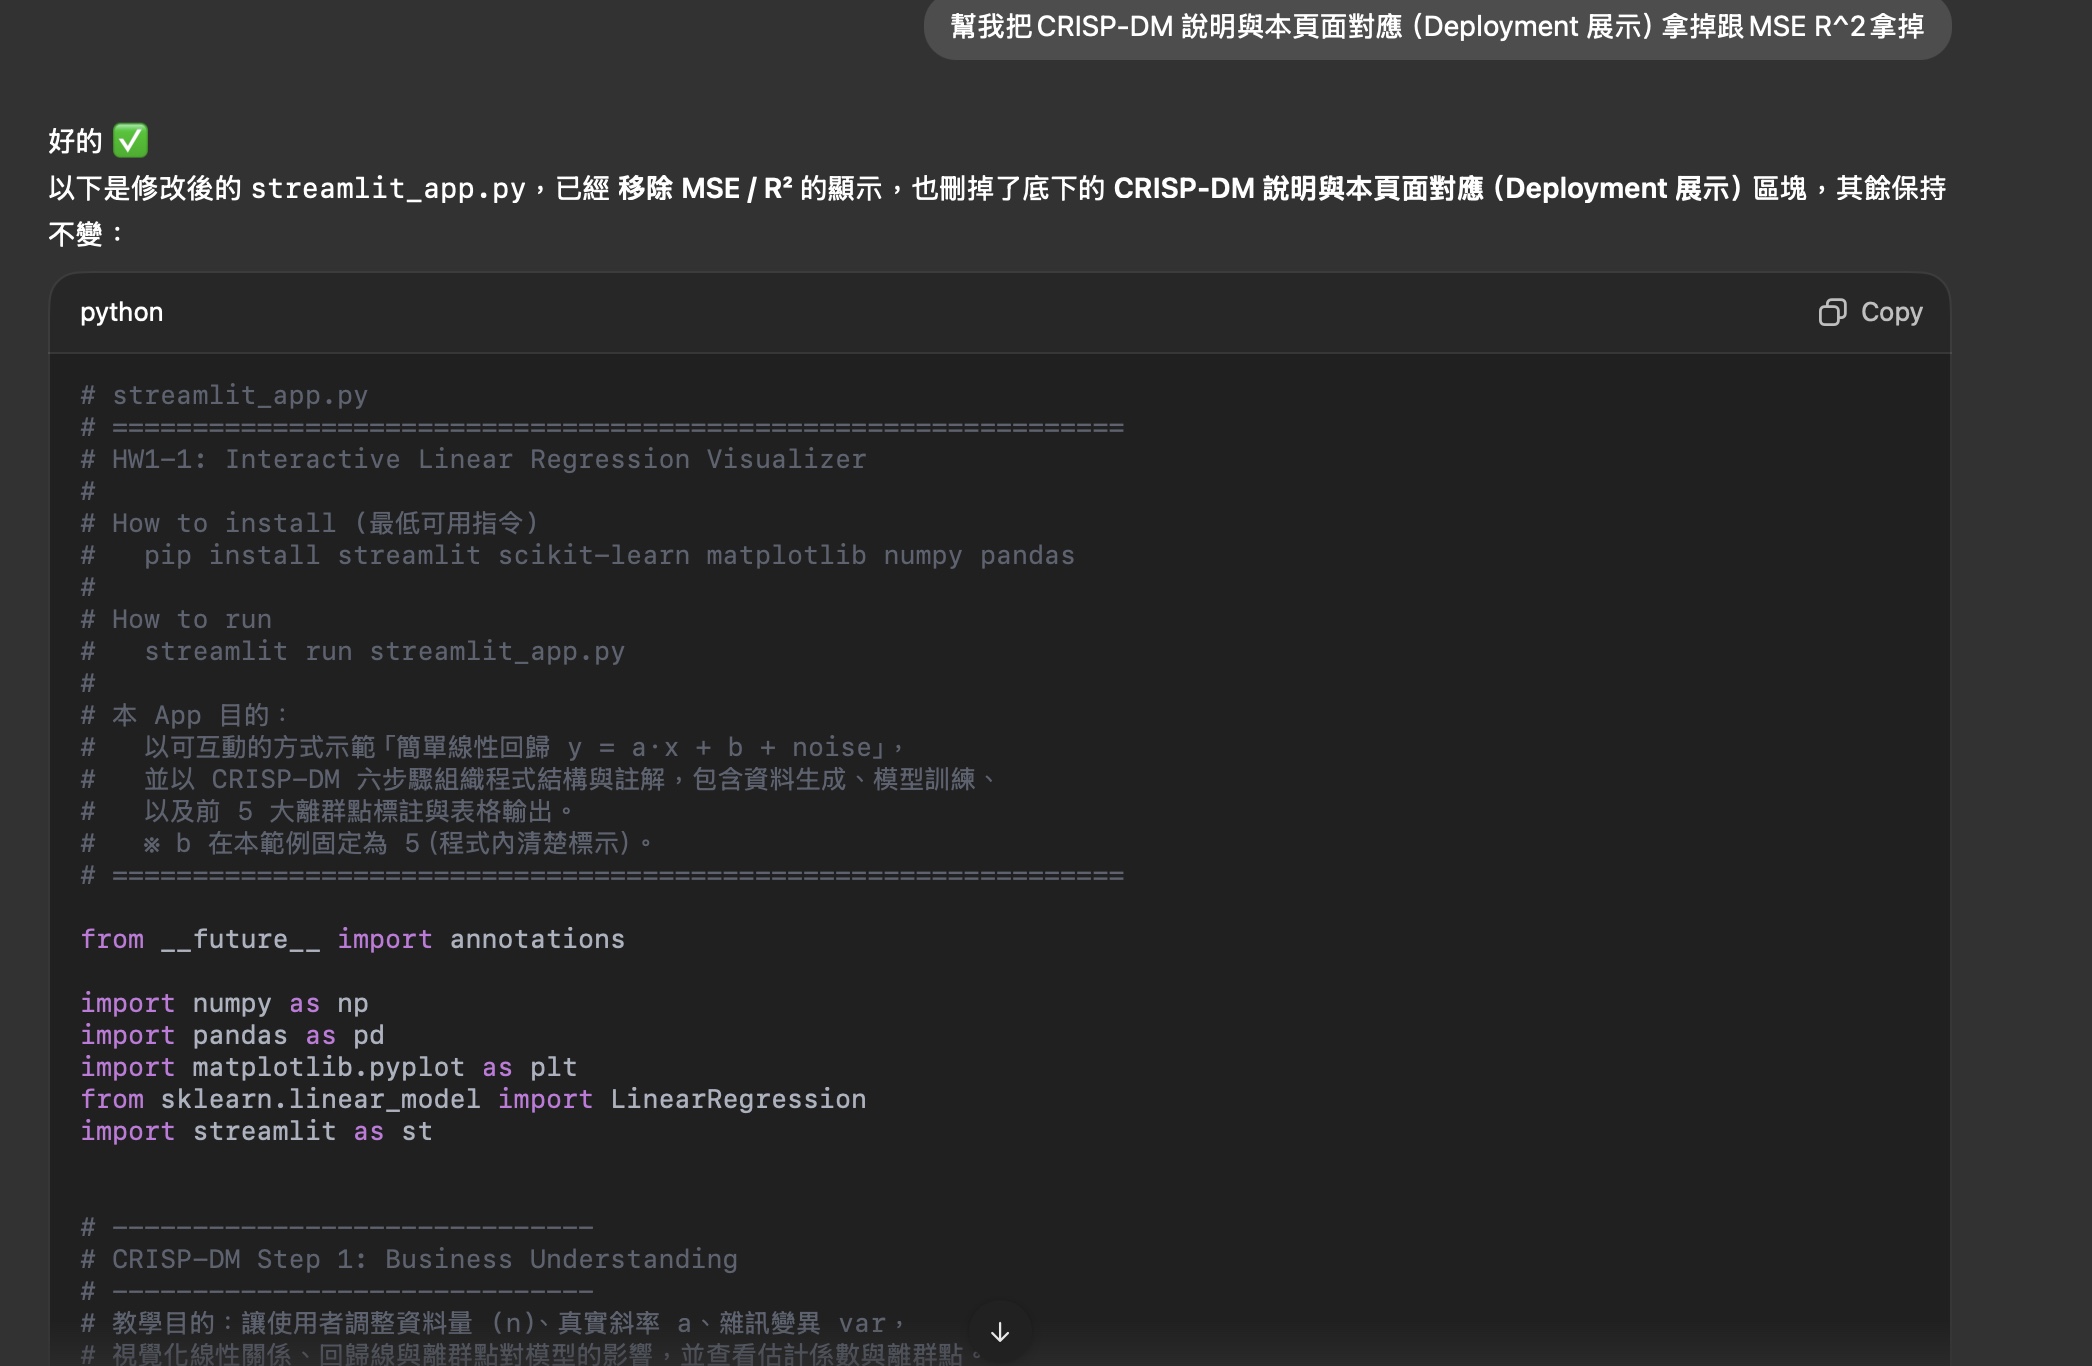 幫我把CRISP-DM 說明與本頁面對應 (Deployment 展示) 拿掉跟MSE R^2拿掉
好的 ✅
以下是修改後的 streamlit_app.py，已經 移除 MSE / R² 的顯示，也刪掉了底下的 CRISP-DM 說明與本頁面對應 (Deployment 展示) 區塊，其餘保持
不變：
python
Copy
# streamlit_app.py
# ===============================================================
# HW1-1: Interactive Linear Regression Visualizer
#
# How to install (最低可用指令)
#   pip install streamlit scikit-learn matplotlib numpy pandas
#
# How to run
#   streamlit run streamlit_app.py
#
# 本 App 目的：
#   以可互動的方式示範「簡單線性回歸 y = a·x + b + noise」，
#   並以 CRISP-DM 六步驟組織程式結構與註解，包含資料生成、模型訓練、
#   以及前 5 大離群點標註與表格輸出。
#   ※ b 在本範例固定為 5（程式內清楚標示）。
# ===============================================================
from __future__ import annotations
import numpy as np
import pandas as pd
import matplotlib.pyplot as plt
from sklearn.linear_model import LinearRegression
import streamlit as st
# ------------------------------
# CRISP-DM Step 1: Business Understanding
# ------------------------------
# 教學目的：讓使用者調整資料量 (n)、真實斜率 a、雜訊變異 var，
# 視覺化線性關係、回歸線與離群點對模型的影響，並查看估計係數與離群點。